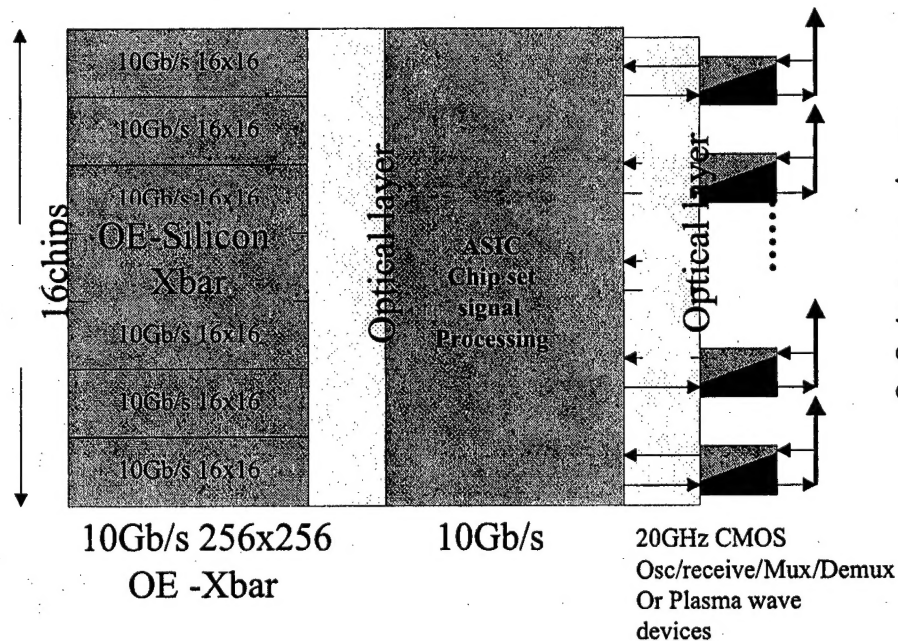 10Gb/s 16x16
10Gb/s 16x16
10Gb/s 16x16
OE-Silicon
Xbar
10Gb/s 16x16
10Gb/s 16x16
10Gb/s 16x16
16chips
Optical layer
ASIC
Chip set
signal
Processing
Optical layer
10Gb/s 256x256
OE -Xbar
10Gb/s
20GHz CMOS
Osc/receive/Mux/Demux
Or Plasma wave
devices